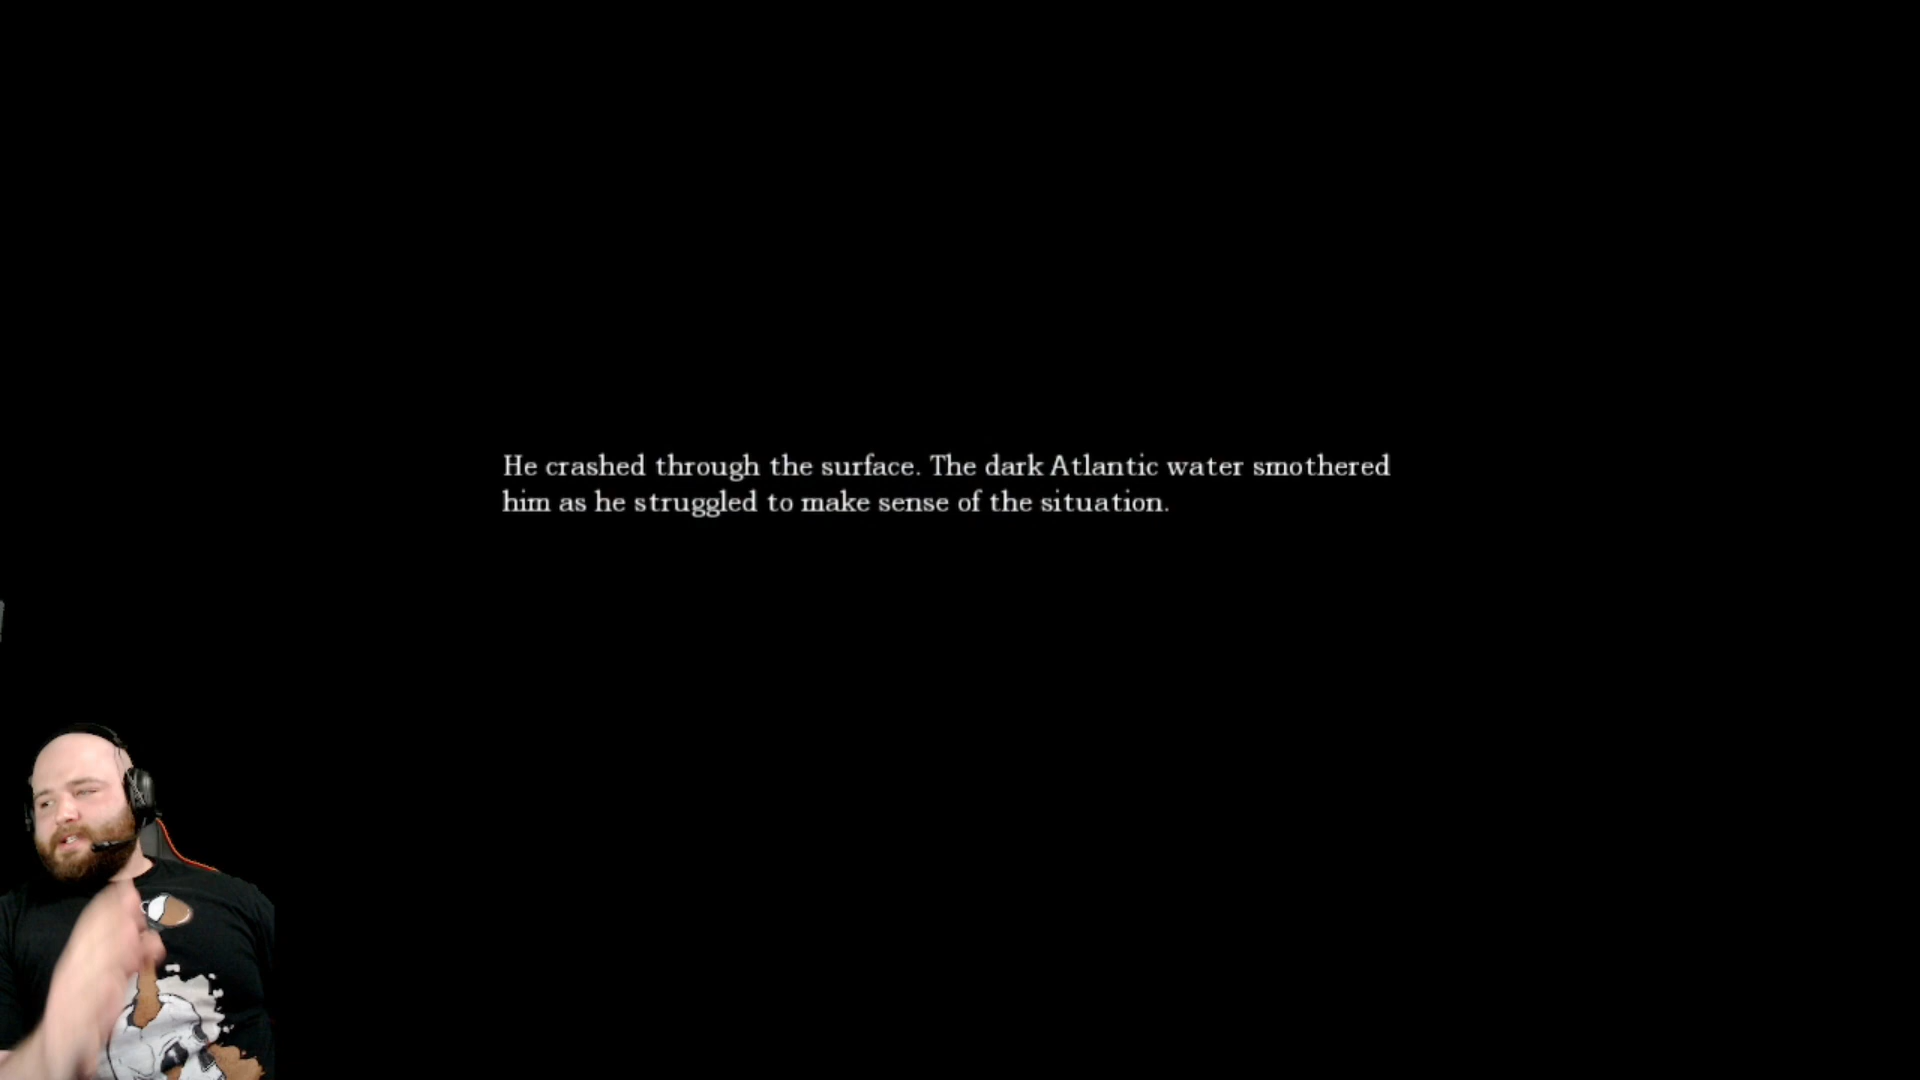 He crashed through the surface. The dark Atlantic water smothered
him as he struggled to make sense of the situation.